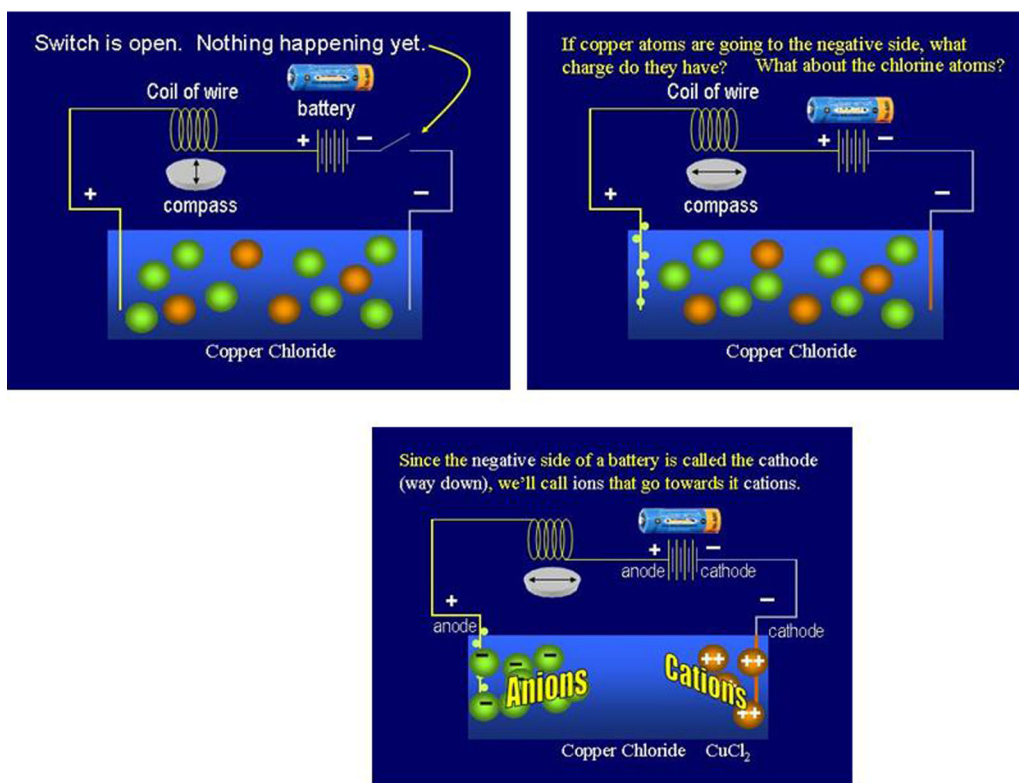 Switch is open. Nothing happening yet.
Coil of wire
battery
+ −
+
−
compass
Copper Chloride
If copper atoms are going to the negative side, what
charge do they have? What about the chlorine atoms?
Coil of wire
+ −
+
−
compass
Copper Chloride
Since the negative side of a battery is called the cathode
(way down), we'll call ions that go towards it cations.
+ −
anode cathode
+
−
anode
cathode
− − − −
++ ++ ++
Anions
Cations
Copper Chloride CuCl₂